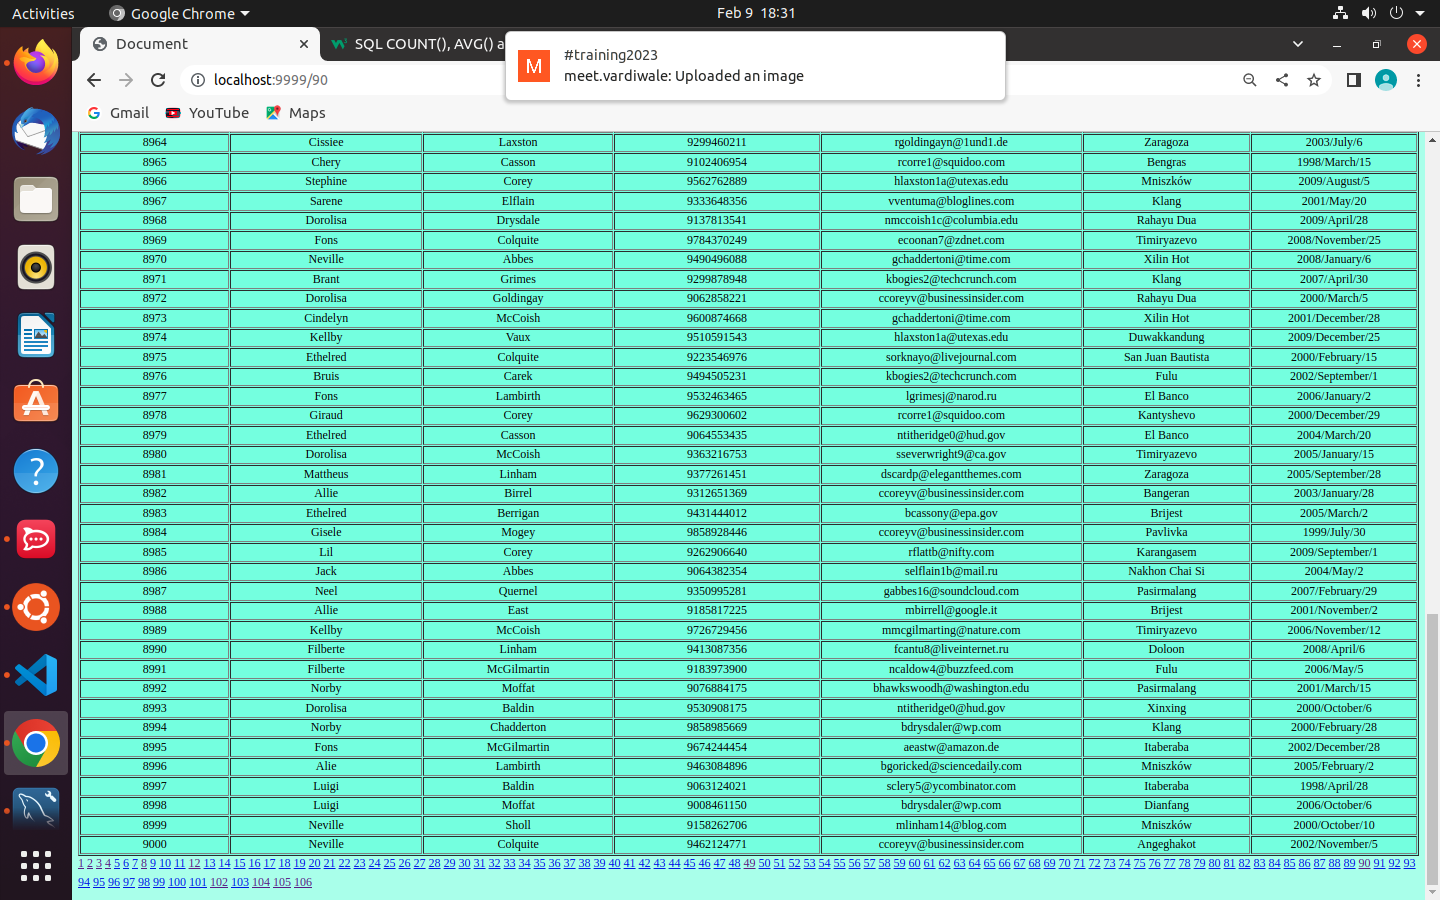 Activities Google Chrome Feb 9 18:31
Document SQL COUNT(), AVG() a
#training2023
meet.vardiwale: Uploaded an image
localhost:9999/90
Gmail YouTube Maps
8964 Cissiee Laxston 9299460211 rgoldingayn@1und1.de Zaragoza 2003/July/6
8965 Chery Casson 9102406954 rcorre1@squidoo.com Bengras 1998/March/15
8966 Stephine Corey 9562762889 hlaxston1a@utexas.edu Mniszków 2009/August/5
8967 Sarene Elflain 9333648356 vventuma@bloglines.com Klang 2001/May/20
8968 Dorolisa Drysdale 9137813541 nmccoish1c@columbia.edu Rahayu Dua 2009/April/28
8969 Fons Colquite 9784370249 ecoonan7@zdnet.com Timiryazevo 2008/November/25
8970 Neville Abbes 9490496088 gchaddertoni@time.com Xilin Hot 2008/January/6
8971 Brant Grimes 9299878948 kbogies2@techcrunch.com Klang 2007/April/30
8972 Dorolisa Goldingay 9062858221 ccoreyv@businessinsider.com Rahayu Dua 2000/March/5
8973 Cindelyn McCoish 9600874668 gchaddertoni@time.com Xilin Hot 2001/December/28
8974 Kellby Vaux 9510591543 hlaxston1a@utexas.edu Duwakkandung 2009/December/25
8975 Ethelred Colquite 9223546976 sorknayo@livejournal.com San Juan Bautista 2000/February/15
8976 Bruis Carek 9494505231 kbogies2@techcrunch.com Fulu 2002/September/1
8977 Fons Lambirth 9532463465 lgrimesj@narod.ru El Banco 2006/January/2
8978 Giraud Corey 9629300602 rcorre1@squidoo.com Kantyshevo 2000/December/29
8979 Ethelred Casson 9064553435 ntitheridge0@hud.gov El Banco 2004/March/20
8980 Dorolisa McCoish 9363216753 sseverwright9@ca.gov Timiryazevo 2005/January/15
8981 Mattheus Linham 9377261451 dscardp@elegantthemes.com Zaragoza 2005/September/28
8982 Allie Birrel 9312651369 ccoreyv@businessinsider.com Bangeran 2003/January/28
8983 Ethelred Berrigan 9431444012 bcassony@epa.gov Brijest 2005/March/2
8984 Gisele Mogey 9858928446 ccoreyv@businessinsider.com Pavlivka 1999/July/30
8985 Lil Corey 9262906640 rflattb@nifty.com Karangasem 2009/September/1
8986 Jack Abbes 9064382354 selflain1b@mail.ru Nakhon Chai Si 2004/May/2
8987 Neel Quernel 9350995281 gabbes16@soundcloud.com Pasirmalang 2007/February/29
8988 Allie East 9185817225 mbirrell@google.it Brijest 2001/November/2
8989 Kellby McCoish 9726729456 mmcgilmarting@nature.com Timiryazevo 2006/November/12
8990 Filberte Linham 9413087356 fcantu8@liveinternet.ru Doloon 2008/April/6
8991 Filberte McGilmartin 9183973900 ncaldow4@buzzfeed.com Fulu 2006/May/5
8992 Norby Moffat 9076884175 bhawkswoodh@washington.edu Pasirmalang 2001/March/15
8993 Dorolisa Baldin 9530908175 ntitheridge0@hud.gov Xinxing 2000/October/6
8994 Norby Chadderton 9858985669 bdrysdaler@wp.com Klang 2000/February/28
8995 Fons McGilmartin 9674244454 aeastw@amazon.de Itaberaba 2002/December/28
8996 Alie Lambirth 9463084896 bgoricked@sciencedaily.com Mniszków 2005/February/2
8997 Luigi Baldin 9063124021 sclery5@ycombinator.com Itaberaba 1998/April/28
8998 Luigi Moffat 9008461150 bdrysdaler@wp.com Dianfang 2006/October/6
8999 Neville Sholl 9158262706 mlinham14@blog.com Mniszków 2000/October/10
9000 Neville Colquite 9462124771 ccoreyv@businessinsider.com Angeghakot 2002/November/5
1 2 3 4 5 6 7 8 9 10 11 12 13 14 15 16 17 18 19 20 21 22 23 24 25 26 27 28 29 30 31 32 33 34 35 36 37 38 39 40 41 42 43 44 45 46 47 48 49 50 51 52 53 54 55 56 57 58 59 60 61 62 63 64 65 66 67 68 69 70 71 72 73 74 75 76 77 78 79 80 81 82 83 84 85 86 87 88 89 90 91 92 93
94 95 96 97 98 99 100 101 102 103 104 105 106